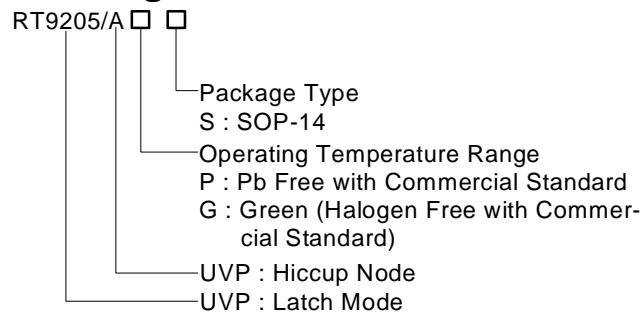 RT9205/A □ □
Package Type
S : SOP-14
Operating Temperature Range
P : Pb Free with Commercial Standard
G : Green (Halogen Free with Commer-
cial Standard)
UVP : Hiccup Node
UVP : Latch Mode